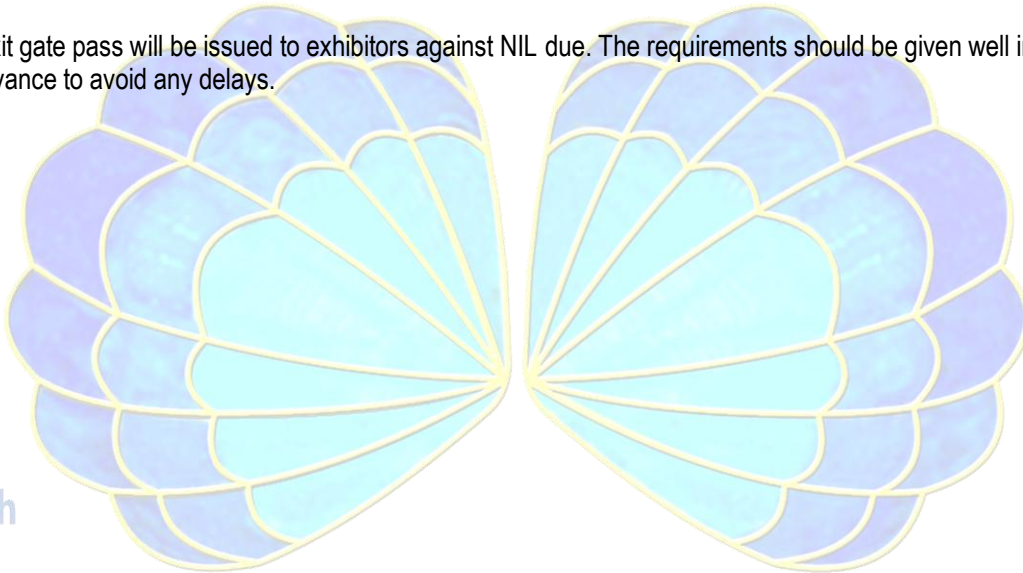 it gate pass will be issued to exhibitors against NIL due. The requirements should be given well i
vance to avoid any delays.
h